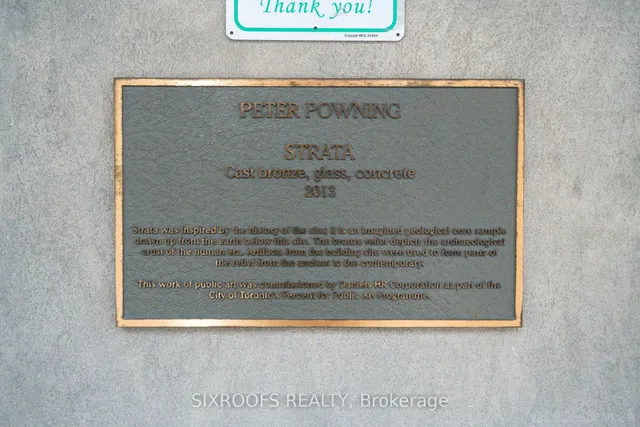 Thank you!
PETER POWNING
STRATA
Cast bronze, glass, concrete
2013
Strata was inspired by the history of the site; it is an imagined geological core sample
drawn up from the earth below this site. The bronze relief depicts the archaeological
crust of the human era. Artifacts from the building site were used to form parts of
the relief from the ancient to the contemporary.
This work of public art was commissioned by Daniels HR Corporation as part of the
City of Toronto's Percent for Public Art Programme.
SIXROOFS REALTY, Brokerage